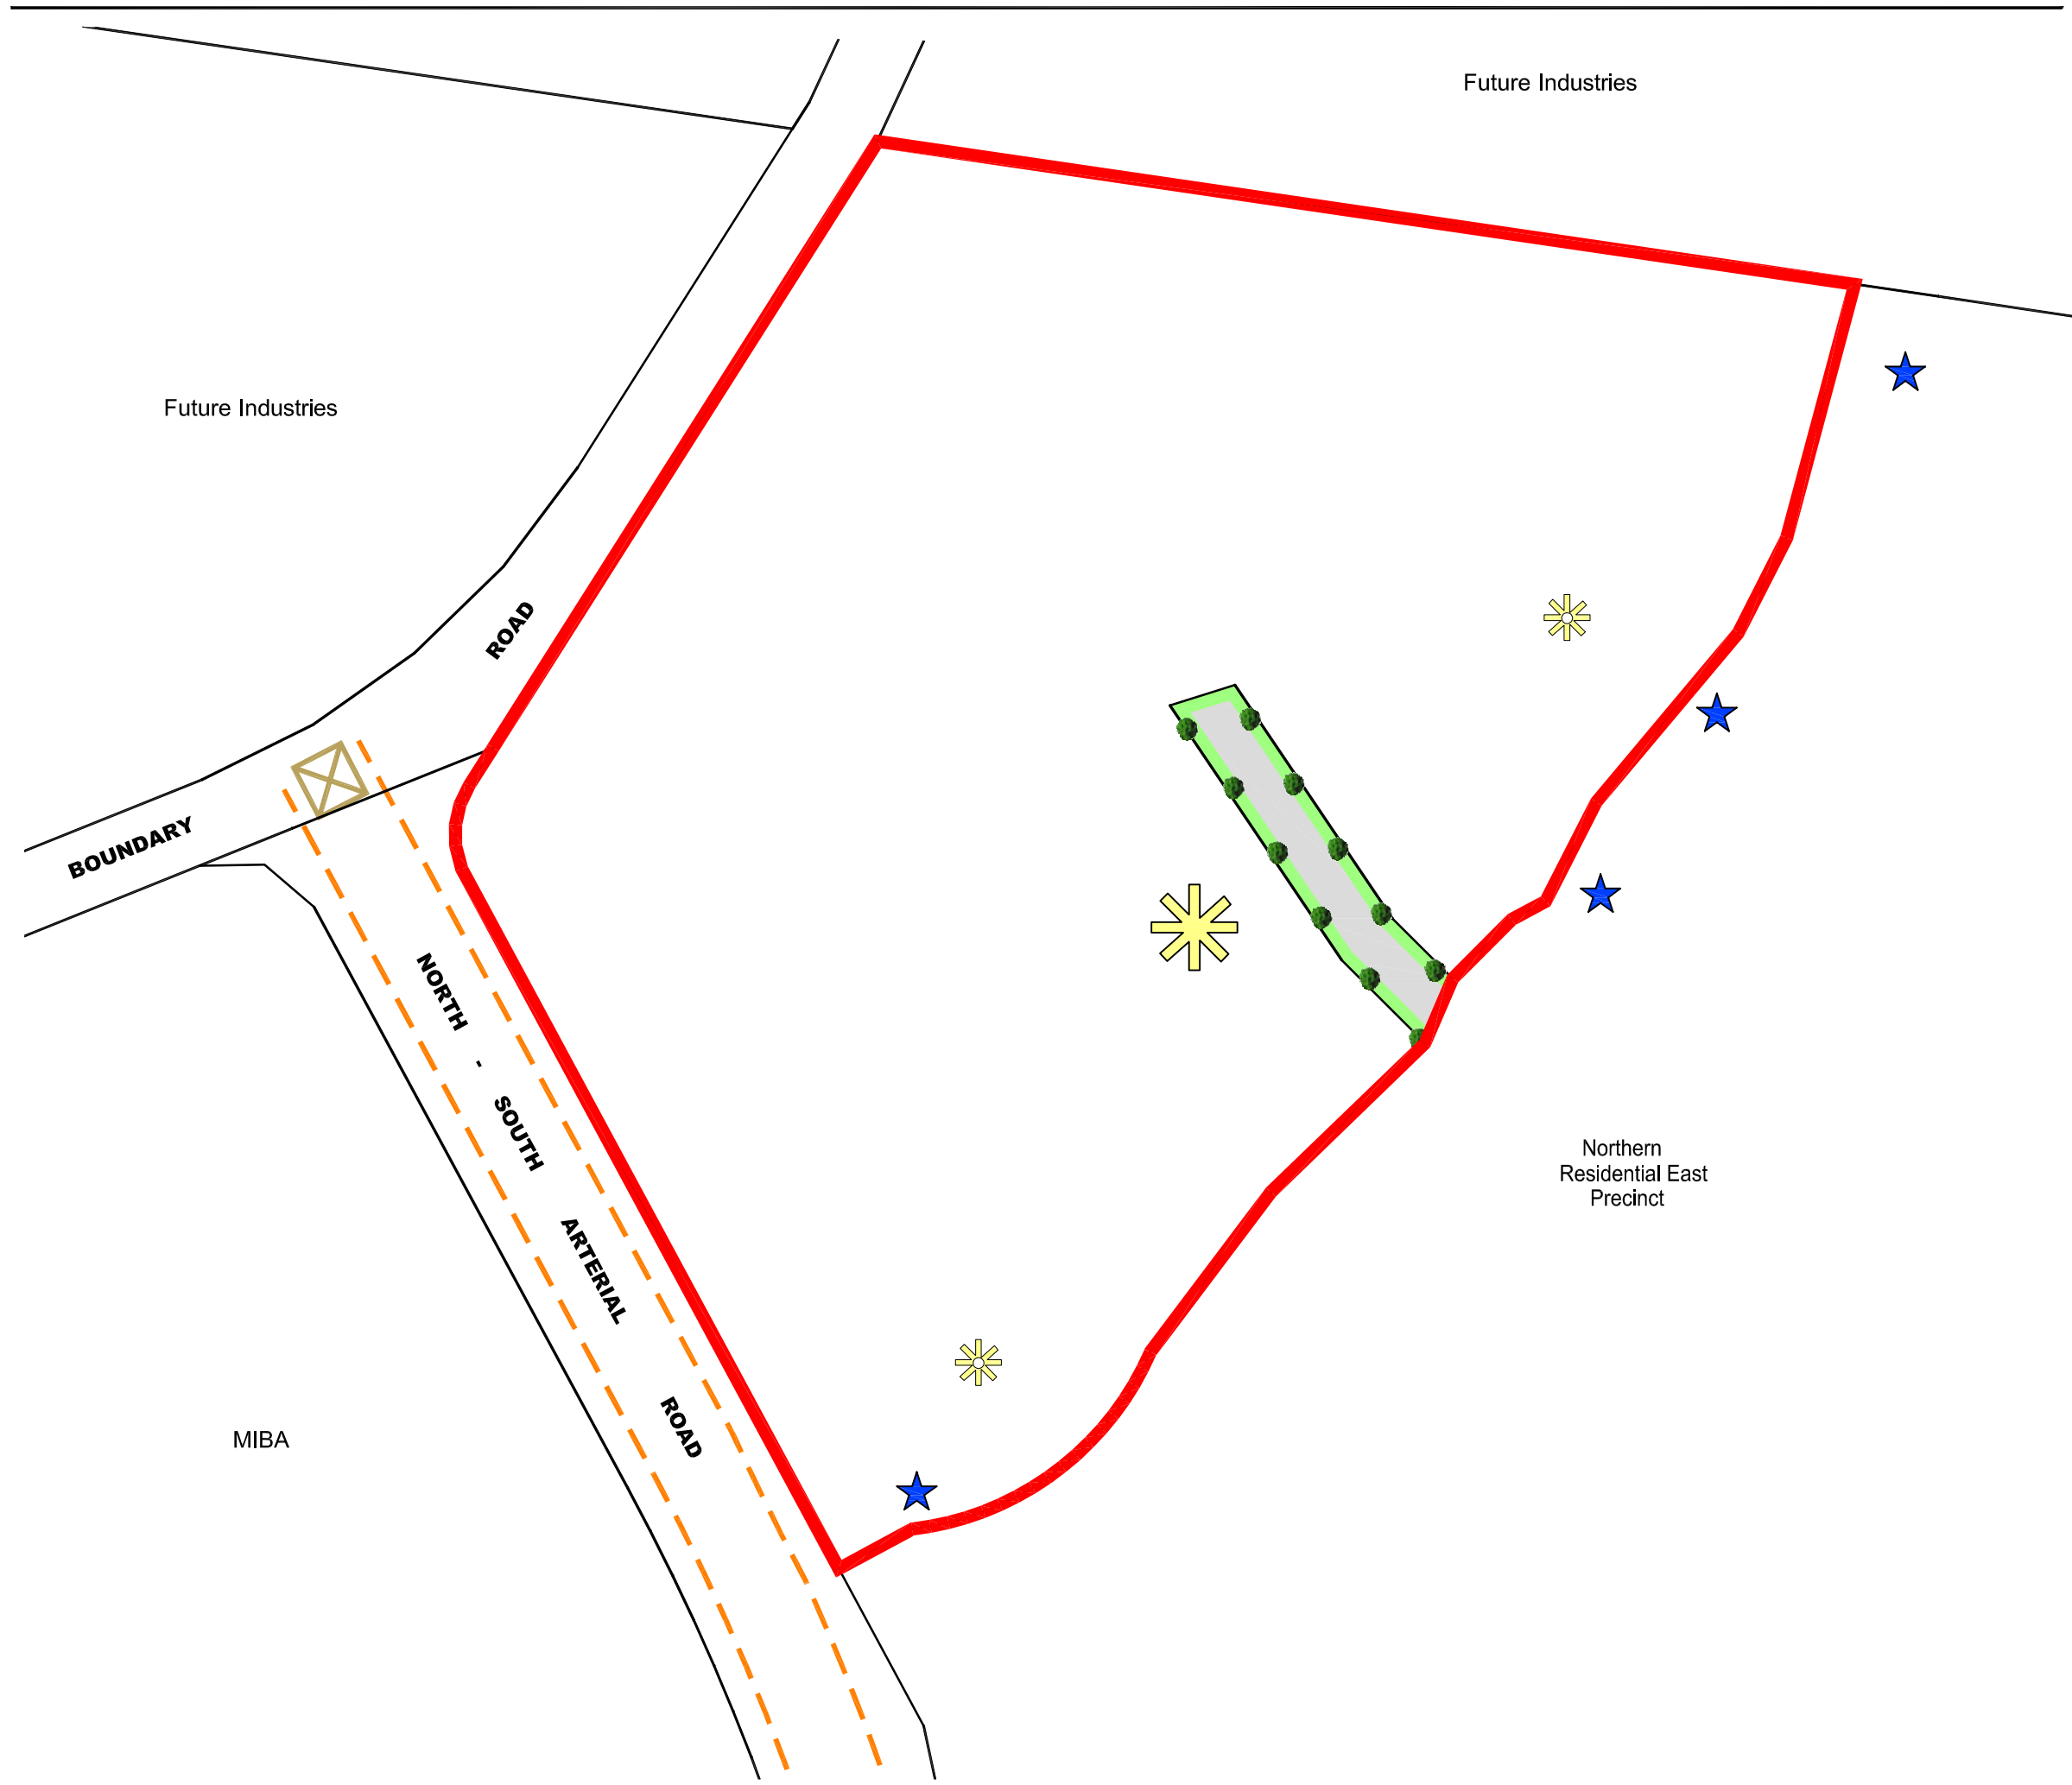 Future Industries
Future Industries
BOUNDARY ROAD
NORTH - SOUTH ARTERIAL ROAD
Northern
Residential East
Precinct
MIBA